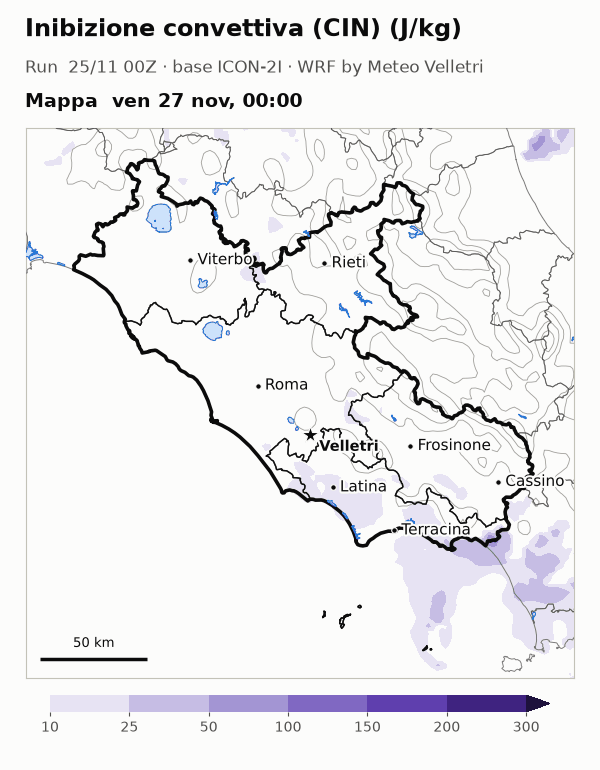 Inibizione convettiva (CIN) (J/kg)
Run  25/11 00Z · base ICON-2I · WRF by Meteo Velletri
Mappa  ven 27 nov, 00:00
Viterbo
Rieti
Roma
Velletri
Frosinone
Latina
Cassino
Terracina
50 km
10 25 50 100 150 200 300